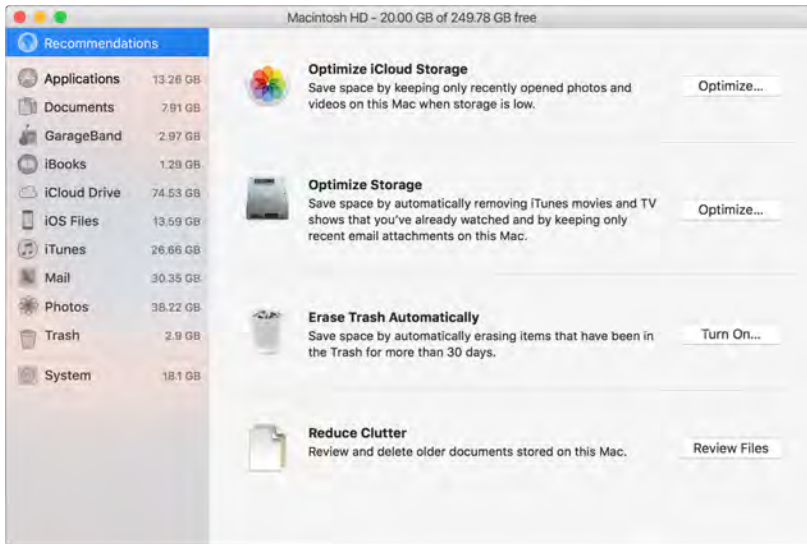 Macintosh HD – 20.00 GB of 249.78 GB free
Recommendations
Applications 13.26 GB
Documents 7.91 GB
GarageBand 2.97 GB
iBooks 1.29 GB
iCloud Drive 74.53 GB
iOS Files 13.59 GB
iTunes 26.66 GB
Mail 30.35 GB
Photos 38.22 GB
Trash 2.9 GB
System 18.1 GB
Optimize iCloud Storage
Save space by keeping only recently opened photos and
videos on this Mac when storage is low.
Optimize...
Optimize Storage
Save space by automatically removing iTunes movies and TV
shows that you've already watched and by keeping only
recent email attachments on this Mac.
Optimize...
Erase Trash Automatically
Save space by automatically erasing items that have been in
the Trash for more than 30 days.
Turn On...
Reduce Clutter
Review and delete older documents stored on this Mac.
Review Files